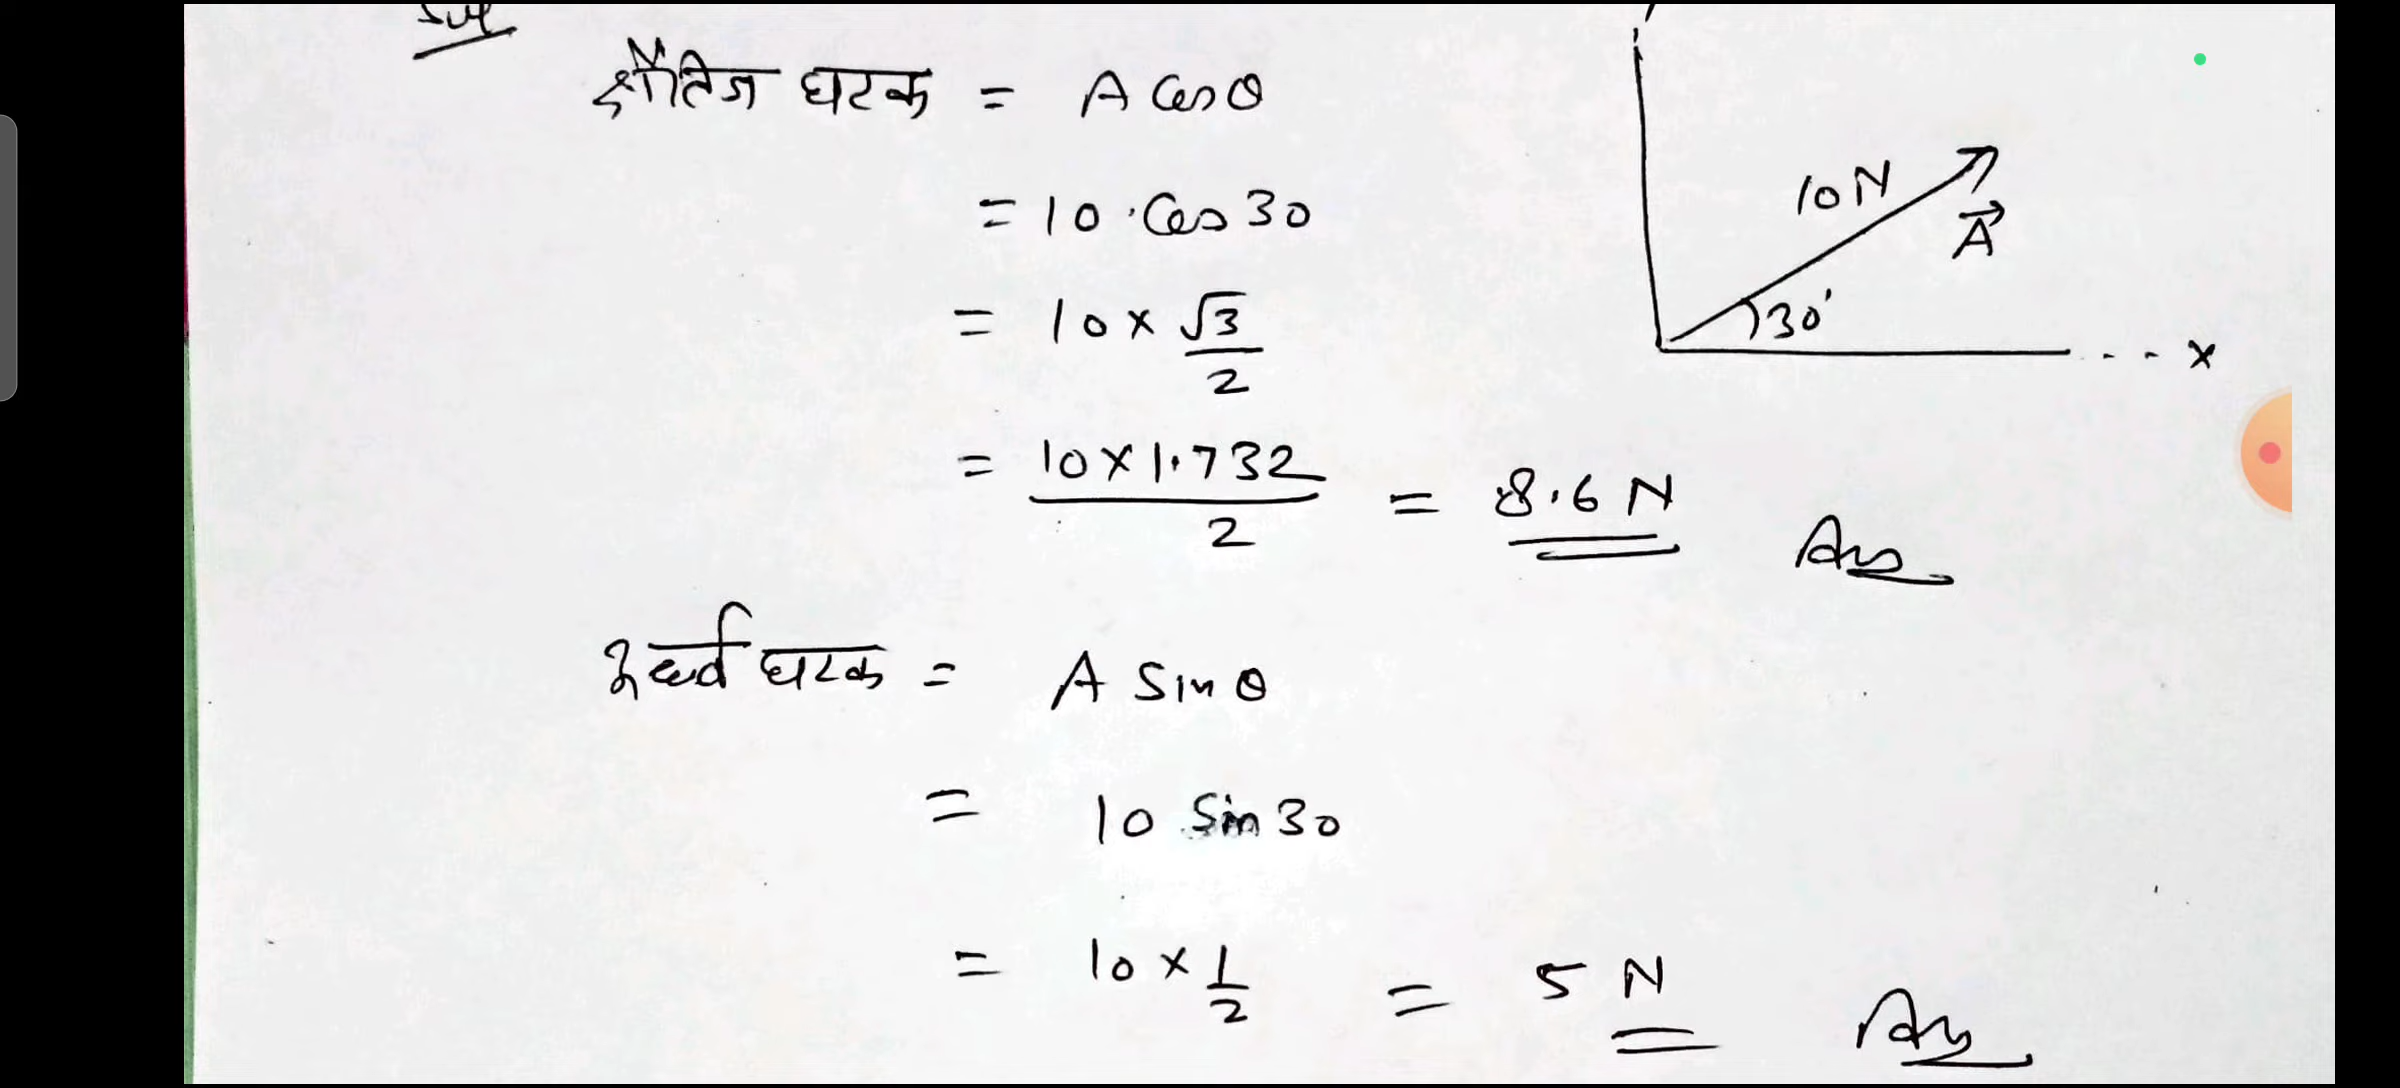 Sol
क्षैतिज घटक = A cos θ
= 10 · cos 30
= 10 × √3/2
= 10 × 1.732 / 2 = 8.6 N Ans
ऊर्ध्व घटक = A sin θ
= 10 sin 30
= 10 × 1/2 = 5 N Ans
10 N
A⃗
30°
x